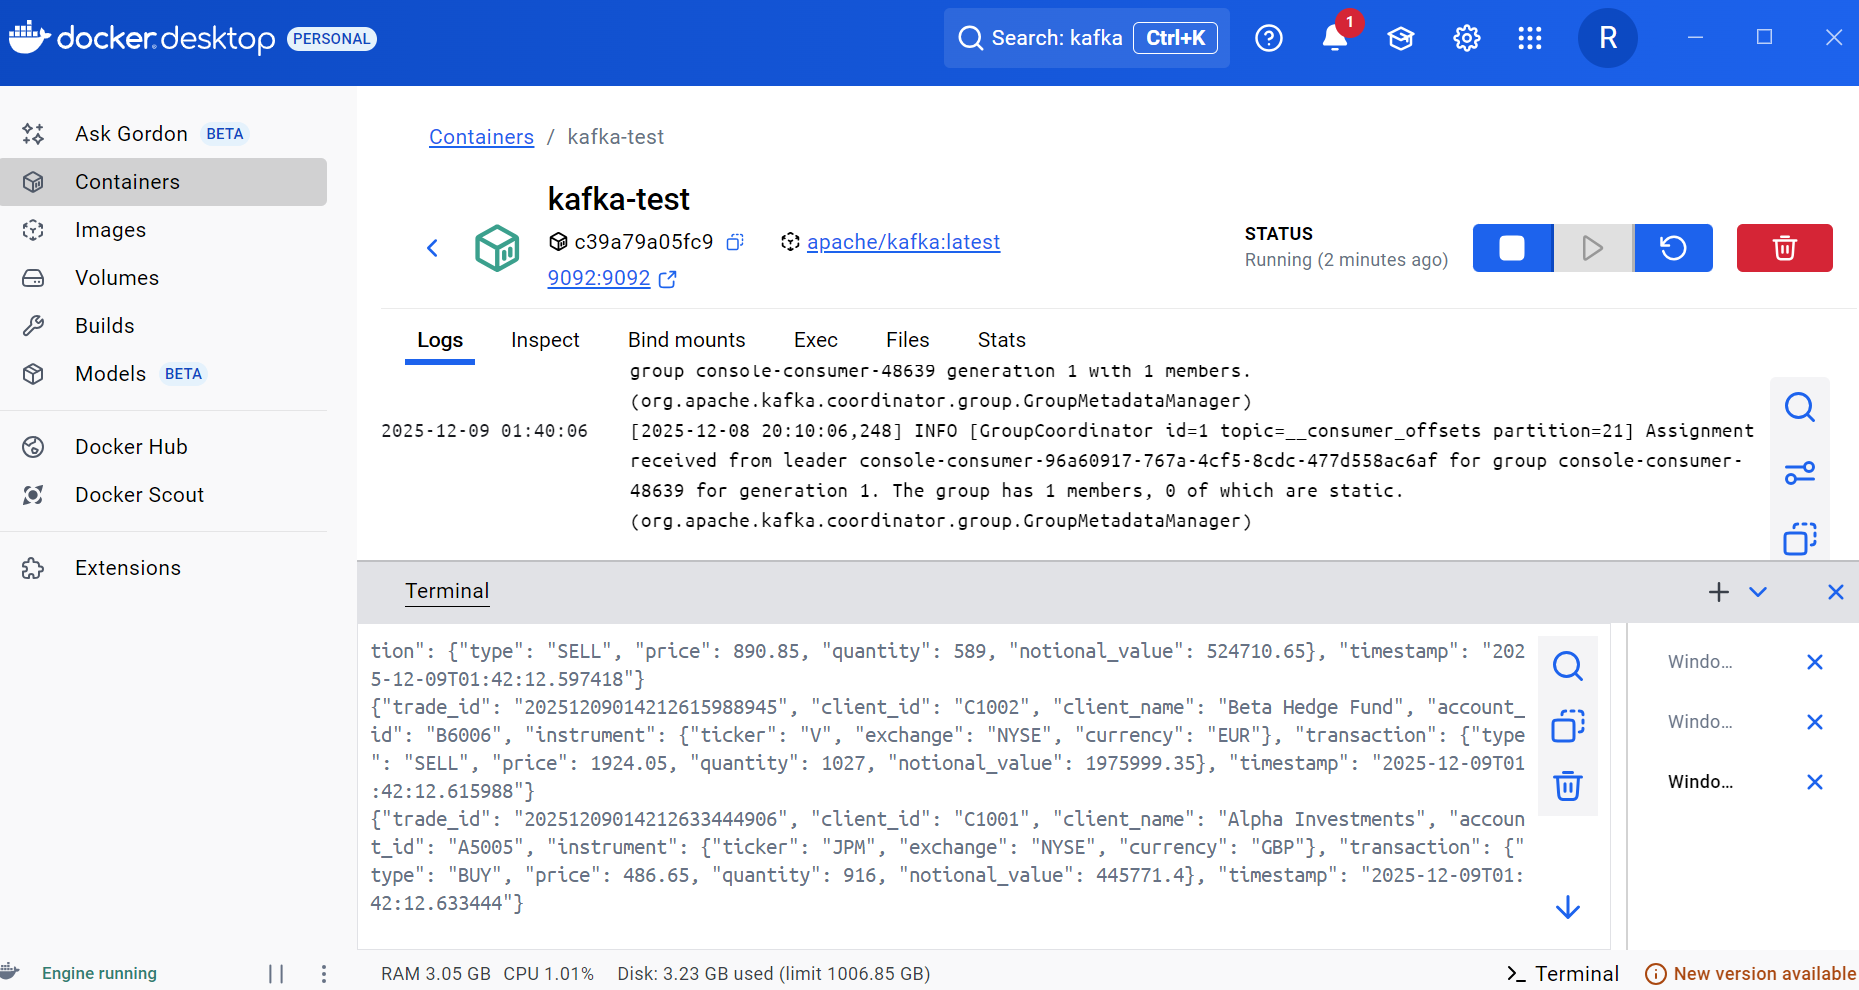 docker.desktop PERSONAL
Search: kafka Ctrl+K
1
R
Ask Gordon BETA
Containers
Images
Volumes
Builds
Models BETA
Docker Hub
Docker Scout
Extensions
Containers / kafka-test
kafka-test
c39a79a05fc9 apache/kafka:latest
9092:9092
STATUS
Running (2 minutes ago)
Logs Inspect Bind mounts Exec Files Stats
group console-consumer-48639 generation 1 with 1 members.
(org.apache.kafka.coordinator.group.GroupMetadataManager)
2025-12-09 01:40:06 [2025-12-08 20:10:06,248] INFO [GroupCoordinator id=1 topic=__consumer_offsets partition=21] Assignment
received from leader console-consumer-96a60917-767a-4cf5-8cdc-477d558ac6af for group console-consumer-
48639 for generation 1. The group has 1 members, 0 of which are static.
(org.apache.kafka.coordinator.group.GroupMetadataManager)
Terminal
tion": {"type": "SELL", "price": 890.85, "quantity": 589, "notional_value": 524710.65}, "timestamp": "202
5-12-09T01:42:12.597418"}
{"trade_id": "20251209014212615988945", "client_id": "C1002", "client_name": "Beta Hedge Fund", "account_
id": "B6006", "instrument": {"ticker": "V", "exchange": "NYSE", "currency": "EUR"}, "transaction": {"type
": "SELL", "price": 1924.05, "quantity": 1027, "notional_value": 1975999.35}, "timestamp": "2025-12-09T01
:42:12.615988"}
{"trade_id": "20251209014212633444906", "client_id": "C1001", "client_name": "Alpha Investments", "accoun
t_id": "A5005", "instrument": {"ticker": "JPM", "exchange": "NYSE", "currency": "GBP"}, "transaction": {"
type": "BUY", "price": 486.65, "quantity": 916, "notional_value": 445771.4}, "timestamp": "2025-12-09T01:
42:12.633444"}
Windo...
Windo...
Windo...
Engine running
RAM 3.05 GB CPU 1.01% Disk: 3.23 GB used (limit 1006.85 GB)
Terminal
New version available